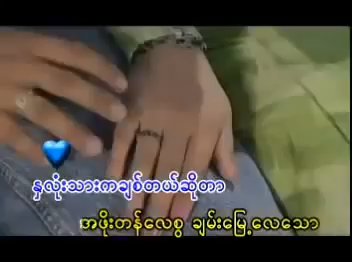 နှလုံးသားကချစ်တယ်ဆိုတာ
အဖိုးတန်လေစွ ချမ်းမြေ့လေသော